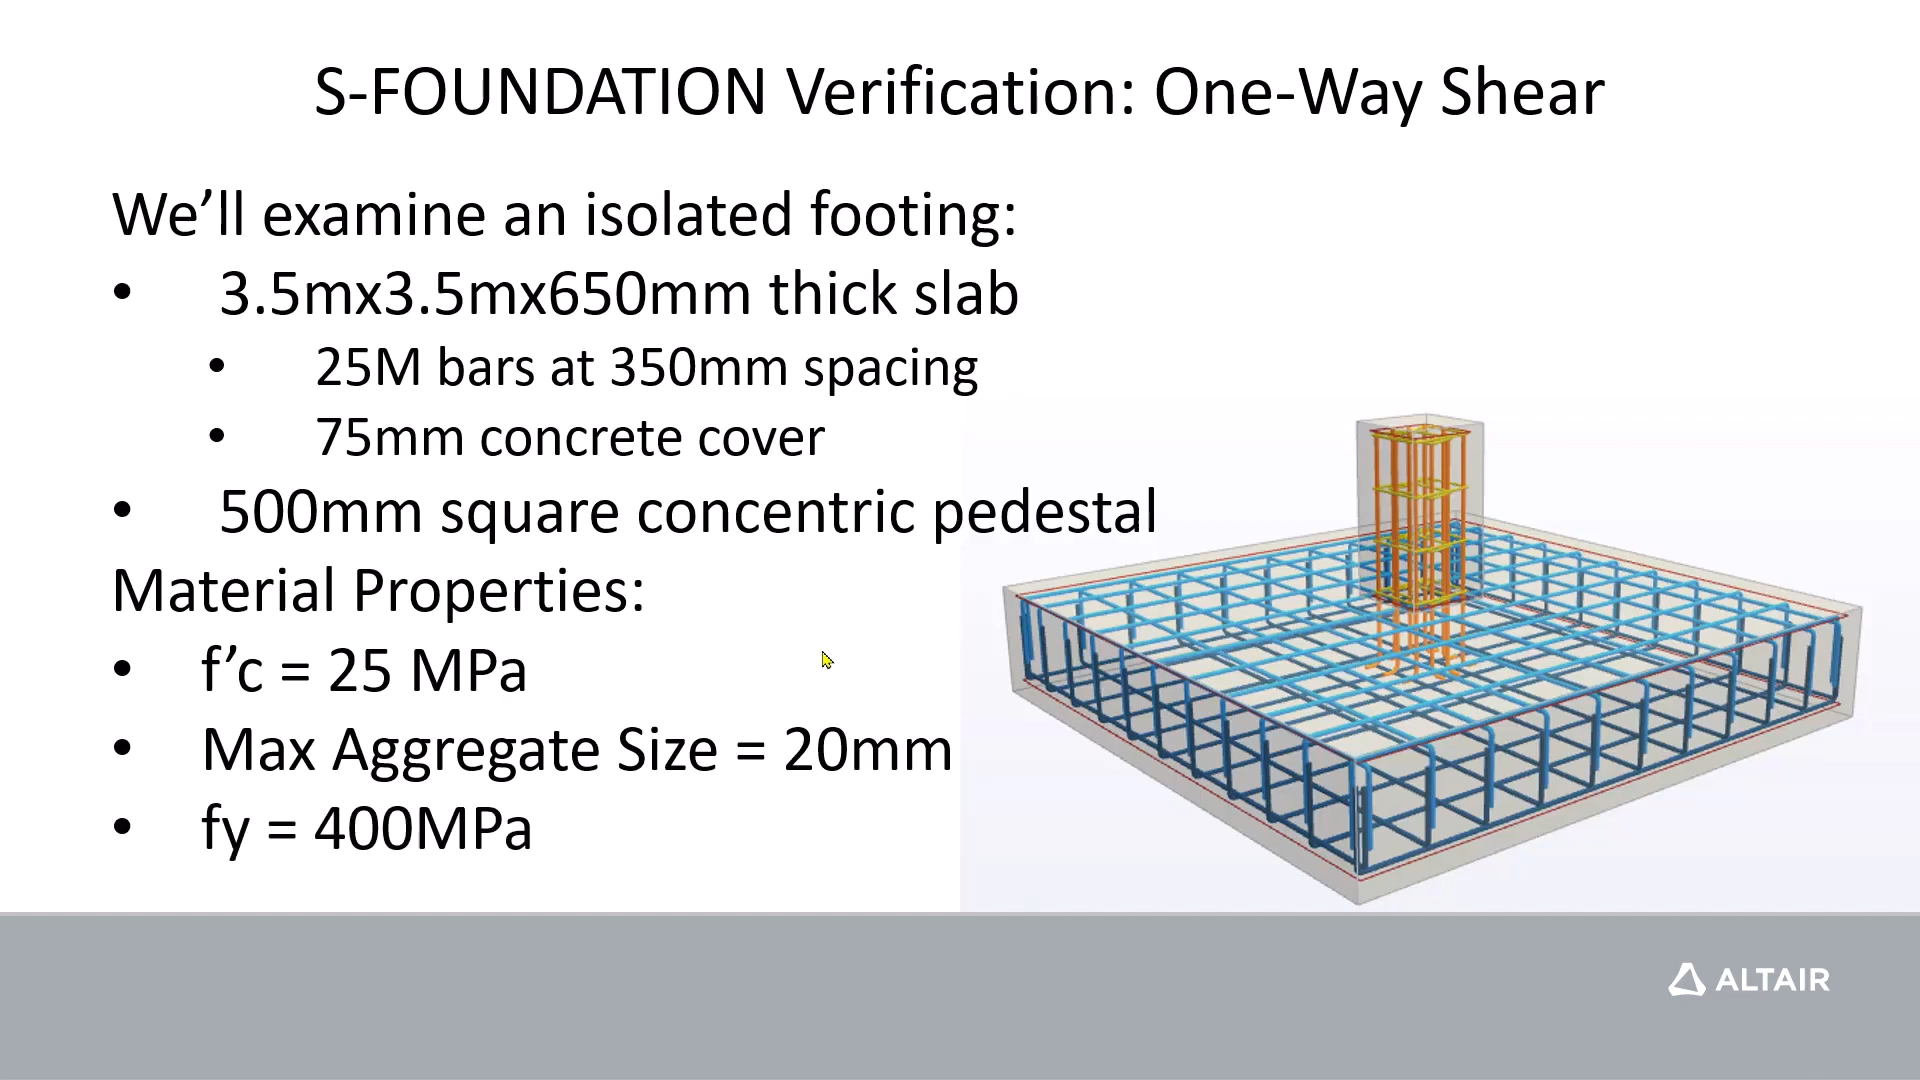 S-FOUNDATION Verification: One-Way Shear
We’ll examine an isolated footing:
• 3.5mx3.5mx650mm thick slab
• 25M bars at 350mm spacing
• 75mm concrete cover
• 500mm square concentric pedestal
Material Properties:
• f’c = 25 MPa
• Max Aggregate Size = 20mm
• fy = 400MPa
ALTAIR